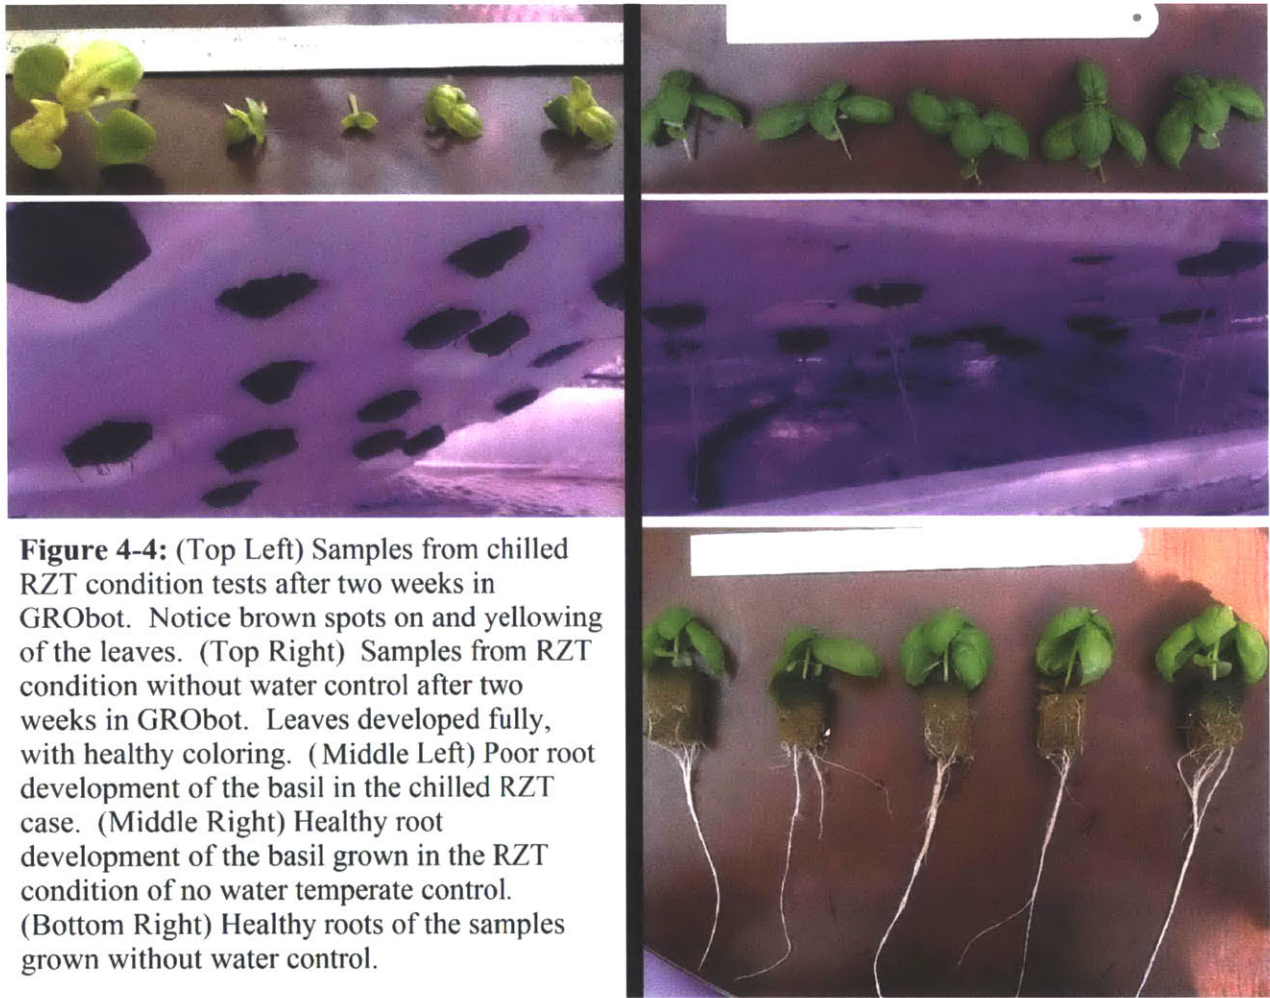 Figure 4-4: (Top Left) Samples from chilled
RZT condition tests after two weeks in
GRObot. Notice brown spots on and yellowing
of the leaves. (Top Right) Samples from RZT
condition without water control after two
weeks in GRObot. Leaves developed fully,
with healthy coloring. (Middle Left) Poor root
development of the basil in the chilled RZT
case. (Middle Right) Healthy root
development of the basil grown in the RZT
condition of no water temperate control.
(Bottom Right) Healthy roots of the samples
grown without water control.